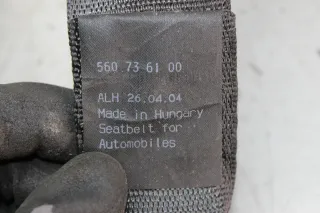 560 73 61 00
ALH 26.04.04
Made in Hungary
Seatbelt for
Automobiles